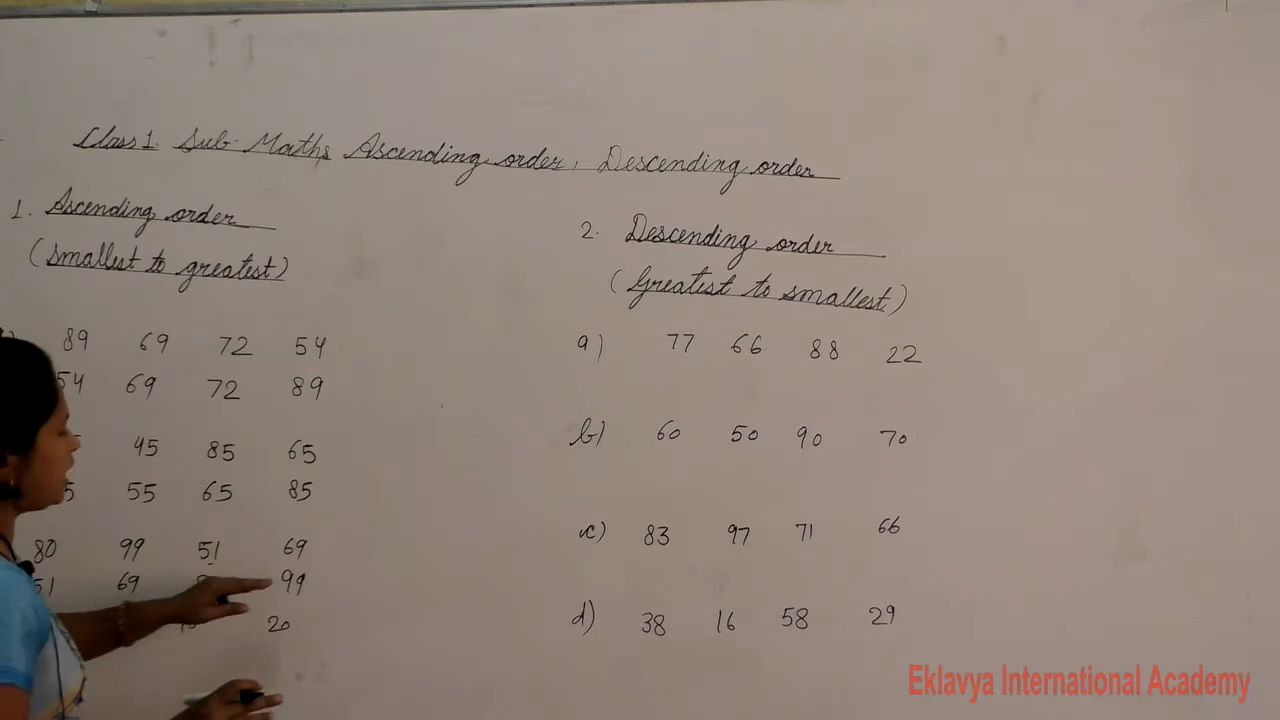 Class 1. Sub. Maths Ascending order, Descending order
1. Ascending order
(Smallest to greatest)
89 69 72 54
54 69 72 89
45 85 65
55 65 85
80 99 51 69
51 69 99
20
2. Descending order
(Greatest to smallest)
a) 77 66 88 22
b) 60 50 90 70
c) 83 97 71 66
d) 38 16 58 29
Eklavya International Academy